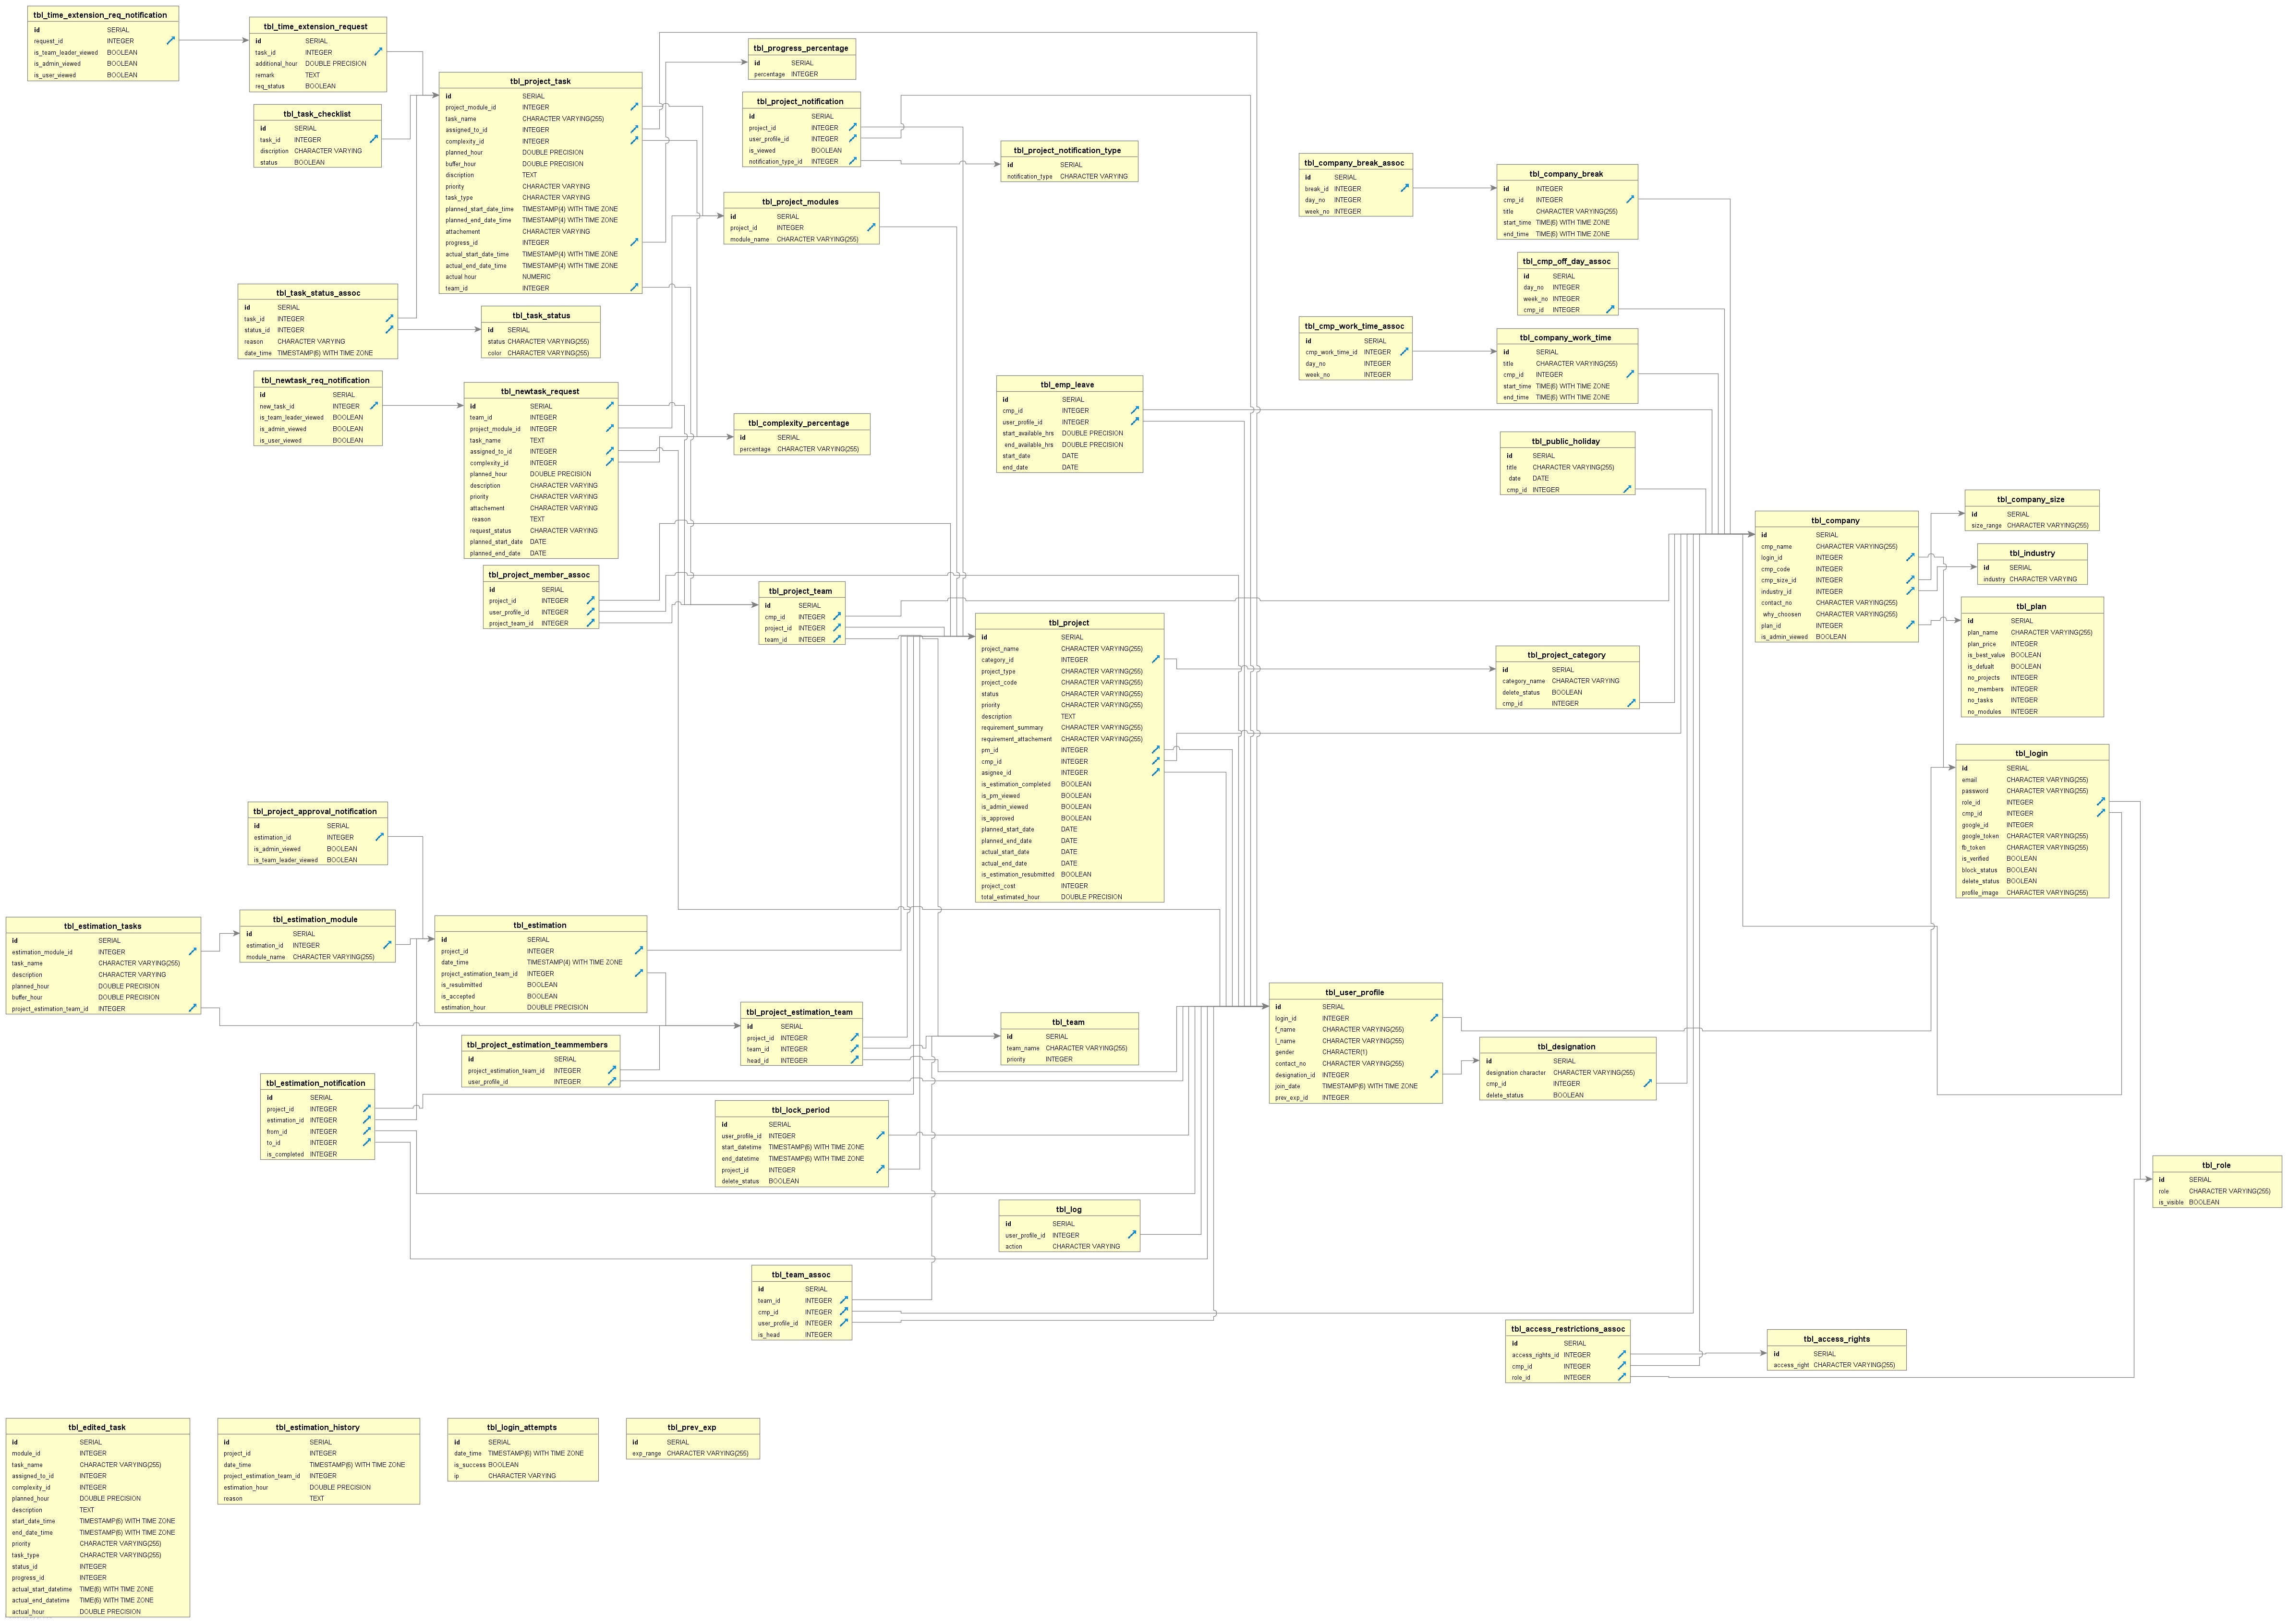 tbl_time_extension_req_notification
id SERIAL
request_id INTEGER
is_team_leader_viewed BOOLEAN
is_admin_viewed BOOLEAN
is_user_viewed BOOLEAN
tbl_time_extension_request
id SERIAL
task_id INTEGER
additional_hour DOUBLE PRECISION
remark TEXT
req_status BOOLEAN
tbl_task_checklist
id SERIAL
task_id INTEGER
discription CHARACTER VARYING
status BOOLEAN
tbl_project_task
id SERIAL
project_module_id INTEGER
task_name CHARACTER VARYING(255)
assigned_to_id INTEGER
complexity_id INTEGER
planned_hour DOUBLE PRECISION
buffer_hour DOUBLE PRECISION
discription TEXT
priority CHARACTER VARYING
task_type CHARACTER VARYING
planned_start_date_time TIMESTAMP(4) WITH TIME ZONE
planned_end_date_time TIMESTAMP(4) WITH TIME ZONE
attachement CHARACTER VARYING
progress_id INTEGER
actual_start_date_time TIMESTAMP(4) WITH TIME ZONE
actual_end_date_time TIMESTAMP(4) WITH TIME ZONE
actual hour NUMERIC
team_id INTEGER
tbl_progress_percentage
id SERIAL
percentage INTEGER
tbl_project_notification
id SERIAL
project_id INTEGER
user_profile_id INTEGER
is_viewed BOOLEAN
notification_type_id INTEGER
tbl_project_notification_type
id SERIAL
notification_type CHARACTER VARYING
tbl_project_modules
id SERIAL
project_id INTEGER
module_name CHARACTER VARYING(255)
tbl_company_break_assoc
id SERIAL
break_id INTEGER
day_no INTEGER
week_no INTEGER
tbl_company_break
id INTEGER
cmp_id INTEGER
title CHARACTER VARYING(255)
start_time TIME(6) WITH TIME ZONE
end_time TIME(6) WITH TIME ZONE
tbl_cmp_off_day_assoc
id SERIAL
day_no INTEGER
week_no INTEGER
cmp_id INTEGER
tbl_cmp_work_time_assoc
id SERIAL
cmp_work_time_id INTEGER
day_no INTEGER
week_no INTEGER
tbl_company_work_time
id SERIAL
title CHARACTER VARYING(255)
cmp_id INTEGER
start_time TIME(6) WITH TIME ZONE
end_time TIME(6) WITH TIME ZONE
tbl_task_status_assoc
id SERIAL
task_id INTEGER
status_id INTEGER
reason CHARACTER VARYING
date_time TIMESTAMP(6) WITH TIME ZONE
tbl_task_status
id SERIAL
status CHARACTER VARYING(255)
color CHARACTER VARYING(255)
tbl_newtask_req_notification
id SERIAL
new_task_id INTEGER
is_team_leader_viewed BOOLEAN
is_admin_viewed BOOLEAN
is_user_viewed BOOLEAN
tbl_newtask_request
id SERIAL
team_id INTEGER
project_module_id INTEGER
task_name TEXT
assigned_to_id INTEGER
complexity_id INTEGER
planned_hour DOUBLE PRECISION
description CHARACTER VARYING
priority CHARACTER VARYING
attachement CHARACTER VARYING
reason TEXT
request_status CHARACTER VARYING
planned_start_date DATE
planned_end_date DATE
tbl_complexity_percentage
id SERIAL
percentage CHARACTER VARYING(255)
tbl_emp_leave
id SERIAL
cmp_id INTEGER
user_profile_id INTEGER
start_available_hrs DOUBLE PRECISION
end_available_hrs DOUBLE PRECISION
start_date DATE
end_date DATE
tbl_public_holiday
id SERIAL
title CHARACTER VARYING(255)
date DATE
cmp_id INTEGER
tbl_company
id SERIAL
cmp_name CHARACTER VARYING(255)
login_id INTEGER
cmp_code INTEGER
cmp_size_id INTEGER
industry_id INTEGER
contact_no CHARACTER VARYING(255)
why_choosen CHARACTER VARYING(255)
plan_id INTEGER
is_admin_viewed BOOLEAN
tbl_company_size
id SERIAL
size_range CHARACTER VARYING(255)
tbl_industry
id SERIAL
industry CHARACTER VARYING
tbl_plan
id SERIAL
plan_name CHARACTER VARYING(255)
plan_price INTEGER
is_best_value BOOLEAN
is_defualt BOOLEAN
no_projects INTEGER
no_members INTEGER
no_tasks INTEGER
no_modules INTEGER
tbl_project_member_assoc
id SERIAL
project_id INTEGER
user_profile_id INTEGER
project_team_id INTEGER
tbl_project_team
id SERIAL
cmp_id INTEGER
project_id INTEGER
team_id INTEGER
tbl_project
id SERIAL
project_name CHARACTER VARYING(255)
category_id INTEGER
project_type CHARACTER VARYING(255)
project_code CHARACTER VARYING(255)
status CHARACTER VARYING(255)
priority CHARACTER VARYING(255)
description TEXT
requirement_summary CHARACTER VARYING(255)
requirement_attachement CHARACTER VARYING(255)
pm_id INTEGER
cmp_id INTEGER
asignee_id INTEGER
is_estimation_completed BOOLEAN
is_pm_viewed BOOLEAN
is_admin_viewed BOOLEAN
is_approved BOOLEAN
planned_start_date DATE
planned_end_date DATE
actual_start_date DATE
actual_end_date DATE
is_estimation_resubmitted BOOLEAN
project_cost INTEGER
total_estimated_hour DOUBLE PRECISION
tbl_project_category
id SERIAL
category_name CHARACTER VARYING
delete_status BOOLEAN
cmp_id INTEGER
tbl_login
id SERIAL
email CHARACTER VARYING(255)
password CHARACTER VARYING(255)
role_id INTEGER
cmp_id INTEGER
google_id INTEGER
google_token CHARACTER VARYING(255)
fb_token CHARACTER VARYING(255)
is_verified BOOLEAN
block_status BOOLEAN
delete_status BOOLEAN
profile_image CHARACTER VARYING(255)
tbl_project_approval_notification
id SERIAL
estimation_id INTEGER
is_admin_viewed BOOLEAN
is_team_leader_viewed BOOLEAN
tbl_estimation_tasks
id SERIAL
estimation_module_id INTEGER
task_name CHARACTER VARYING(255)
description CHARACTER VARYING
planned_hour DOUBLE PRECISION
buffer_hour DOUBLE PRECISION
project_estimation_team_id INTEGER
tbl_estimation_module
id SERIAL
estimation_id INTEGER
module_name CHARACTER VARYING(255)
tbl_estimation
id SERIAL
project_id INTEGER
date_time TIMESTAMP(4) WITH TIME ZONE
project_estimation_team_id INTEGER
is_resubmitted BOOLEAN
is_accepted BOOLEAN
estimation_hour DOUBLE PRECISION
tbl_project_estimation_team
id SERIAL
project_id INTEGER
team_id INTEGER
head_id INTEGER
tbl_team
id SERIAL
team_name CHARACTER VARYING(255)
priority INTEGER
tbl_user_profile
id SERIAL
login_id INTEGER
f_name CHARACTER VARYING(255)
l_name CHARACTER VARYING(255)
gender CHARACTER(1)
contact_no CHARACTER VARYING(255)
designation_id INTEGER
join_date TIMESTAMP(6) WITH TIME ZONE
prev_exp_id INTEGER
tbl_designation
id SERIAL
designation character CHARACTER VARYING(255)
cmp_id INTEGER
delete_status BOOLEAN
tbl_project_estimation_teammembers
id SERIAL
project_estimation_team_id INTEGER
user_profile_id INTEGER
tbl_estimation_notification
id SERIAL
project_id INTEGER
estimation_id INTEGER
from_id INTEGER
to_id INTEGER
is_completed INTEGER
tbl_lock_period
id SERIAL
user_profile_id INTEGER
start_datetime TIMESTAMP(6) WITH TIME ZONE
end_datetime TIMESTAMP(6) WITH TIME ZONE
project_id INTEGER
delete_status BOOLEAN
tbl_log
id SERIAL
user_profile_id INTEGER
action CHARACTER VARYING
tbl_role
id SERIAL
role CHARACTER VARYING(255)
is_visible BOOLEAN
tbl_team_assoc
id SERIAL
team_id INTEGER
cmp_id INTEGER
user_profile_id INTEGER
is_head INTEGER
tbl_access_restrictions_assoc
id SERIAL
access_rights_id INTEGER
cmp_id INTEGER
role_id INTEGER
tbl_access_rights
id SERIAL
access_right CHARACTER VARYING(255)
tbl_edited_task
id SERIAL
module_id INTEGER
task_name CHARACTER VARYING(255)
assigned_to_id INTEGER
complexity_id INTEGER
planned_hour DOUBLE PRECISION
description TEXT
start_date_time TIMESTAMP(6) WITH TIME ZONE
end_date_time TIMESTAMP(6) WITH TIME ZONE
priority CHARACTER VARYING(255)
task_type CHARACTER VARYING(255)
status_id INTEGER
progress_id INTEGER
actual_start_datetime TIME(6) WITH TIME ZONE
actual_end_datetime TIME(6) WITH TIME ZONE
actual_hour DOUBLE PRECISION
tbl_estimation_history
id SERIAL
project_id INTEGER
date_time TIMESTAMP(6) WITH TIME ZONE
project_estimation_team_id INTEGER
estimation_hour DOUBLE PRECISION
reason TEXT
tbl_login_attempts
id SERIAL
date_time TIMESTAMP(6) WITH TIME ZONE
is_success BOOLEAN
ip CHARACTER VARYING
tbl_prev_exp
id SERIAL
exp_range CHARACTER VARYING(255)